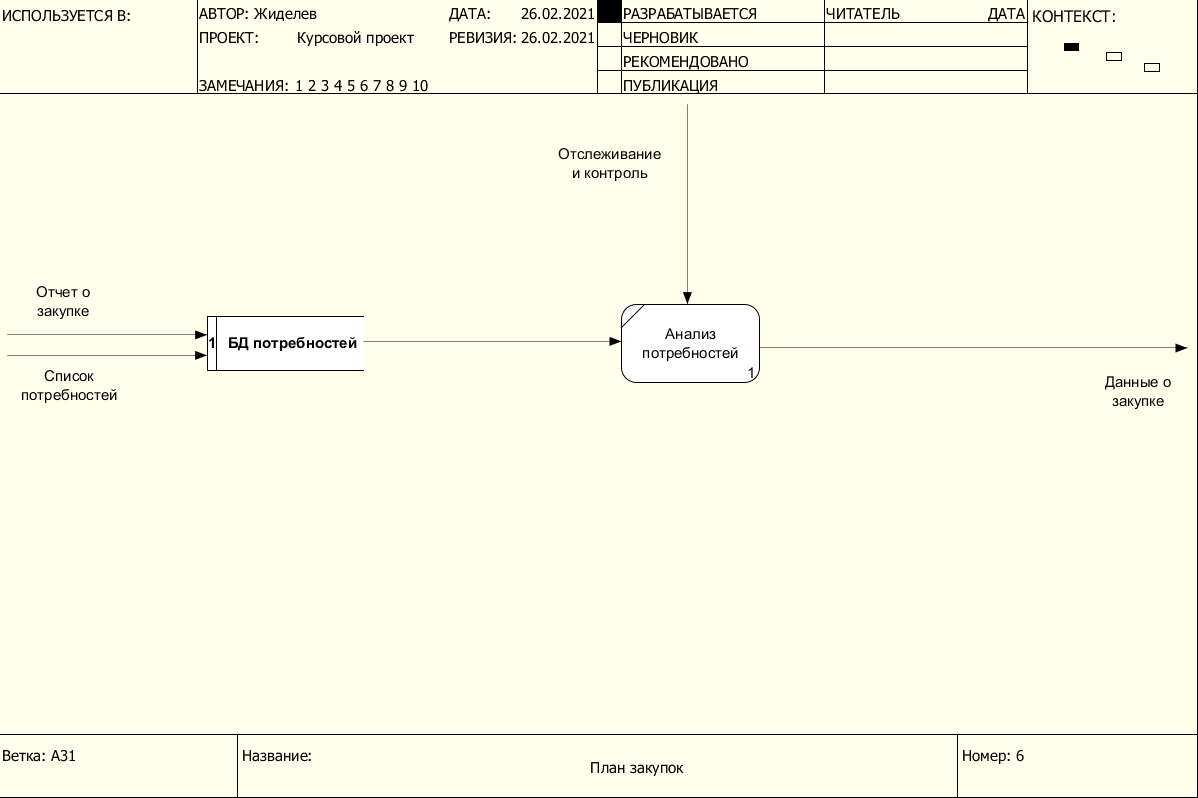 ИСПОЛЬЗУЕТСЯ В:
АВТОР: Жиделев
ДАТА: 26.02.2021
ПРОЕКТ: Курсовой проект
РЕВИЗИЯ: 26.02.2021
ЗАМЕЧАНИЯ: 1 2 3 4 5 6 7 8 9 10
РАЗРАБАТЫВАЕТСЯ
ЧЕРНОВИК
РЕКОМЕНДОВАНО
ПУБЛИКАЦИЯ
ЧИТАТЕЛЬ ДАТА
КОНТЕКСТ:
Отслеживание
и контроль
Отчет о
закупке
1 БД потребностей
Список
потребностей
Анализ
потребностей
1
Данные о
закупке
Ветка: A31
Название:
План закупок
Номер: 6